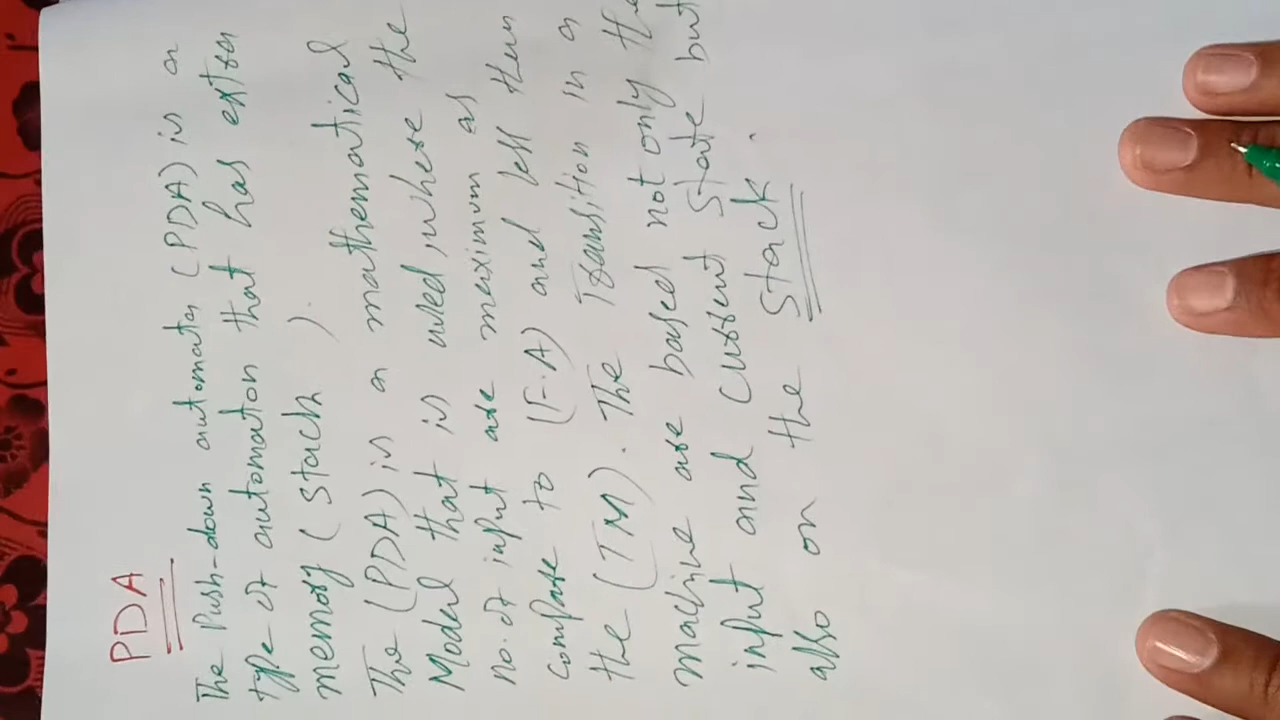 PDA
The Push-down automata (PDA) is a
type of automaton that has extra
memory (stack)
The (PDA) is a mathematical
Model that is used, where the
no. of input are maximum as
compare to (F.A) and less then
the (TM). The Transition in a
machine are based not only the
input and current state but
also on the stack.